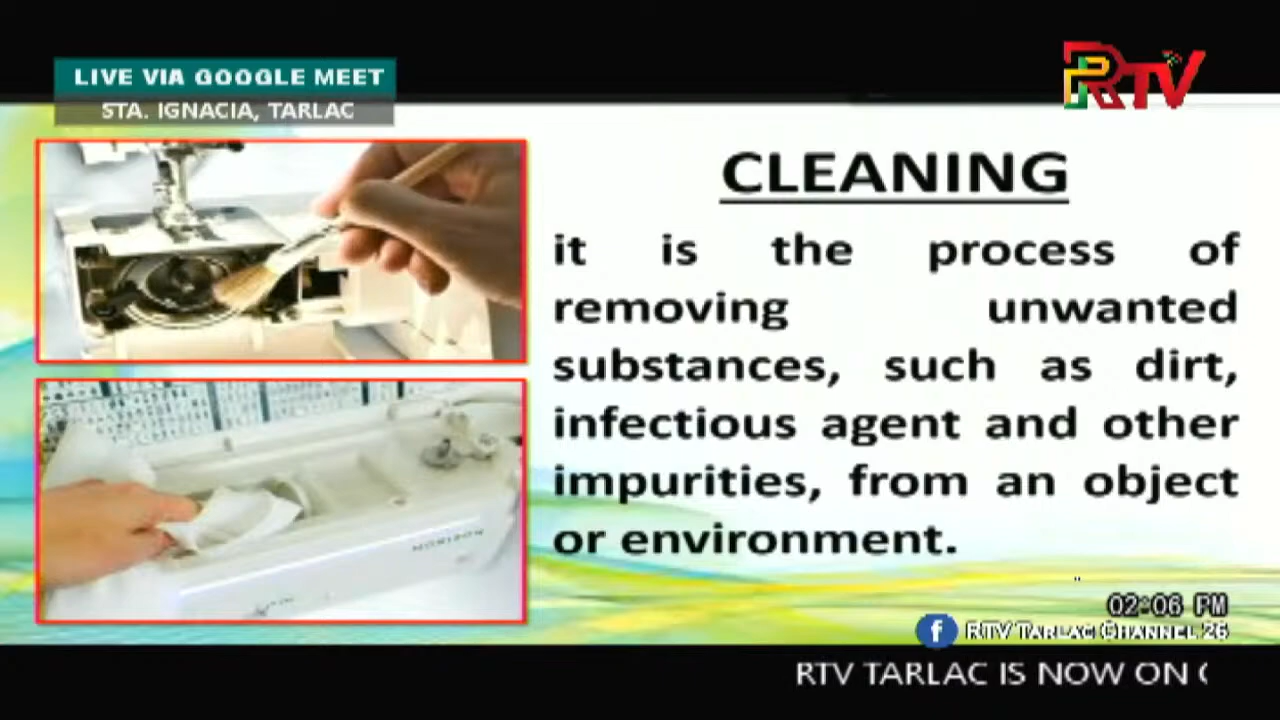 LIVE VIA GOOGLE MEET
STA. IGNACIA, TARLAC
RTV
CLEANING
it is the process of
removing unwanted
substances, such as dirt,
infectious agent and other
impurities, from an object
or environment.
HORIZON
02:06 PM
f RTV TARLAC CHANNEL 26
RTV TARLAC IS NOW ON